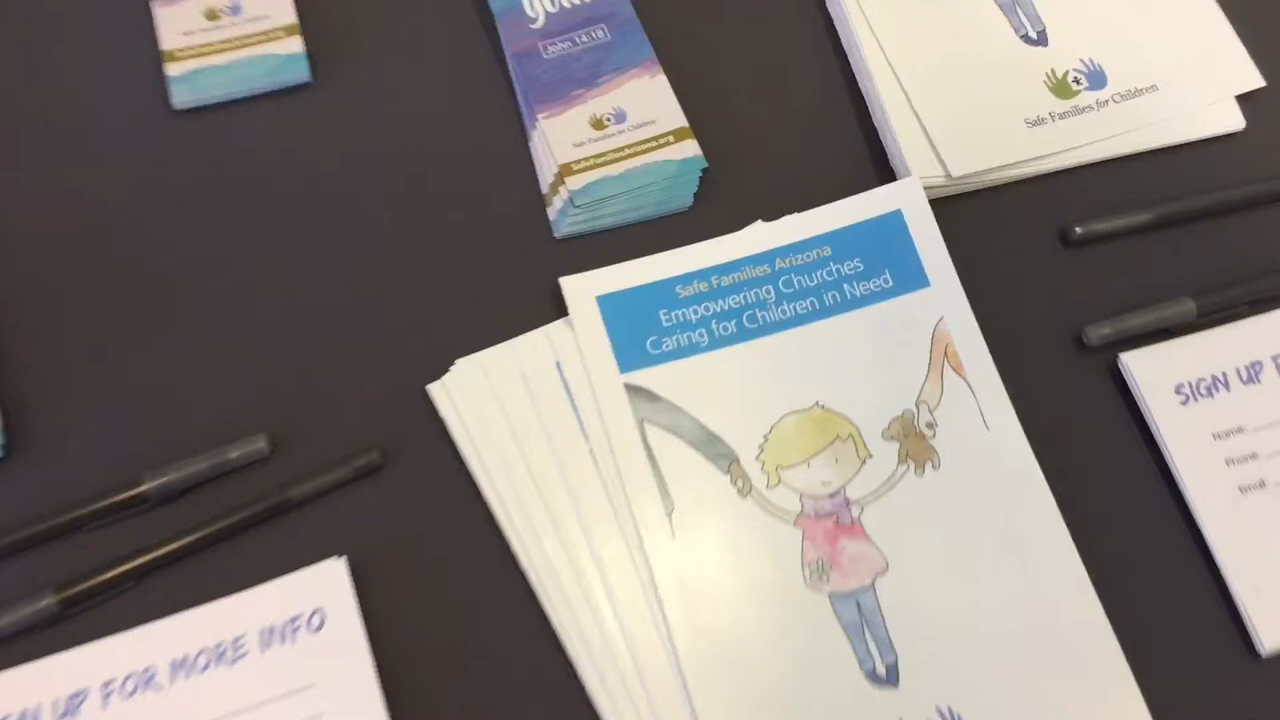 John 14:18
Safe Families for Children
SafeFamiliesArizona.org
Safe Families for Children
Safe Families Arizona
Empowering Churches
Caring for Children in Need
SIGN UP
Name:
Phone:
Email:
UP FOR MORE INFO